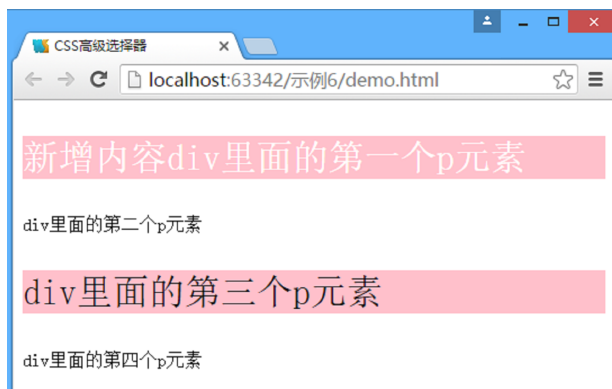 CSS高级选择器
localhost:63342/示例6/demo.html
新增内容div里面的第一个p元素
div里面的第二个p元素
div里面的第三个p元素
div里面的第四个p元素